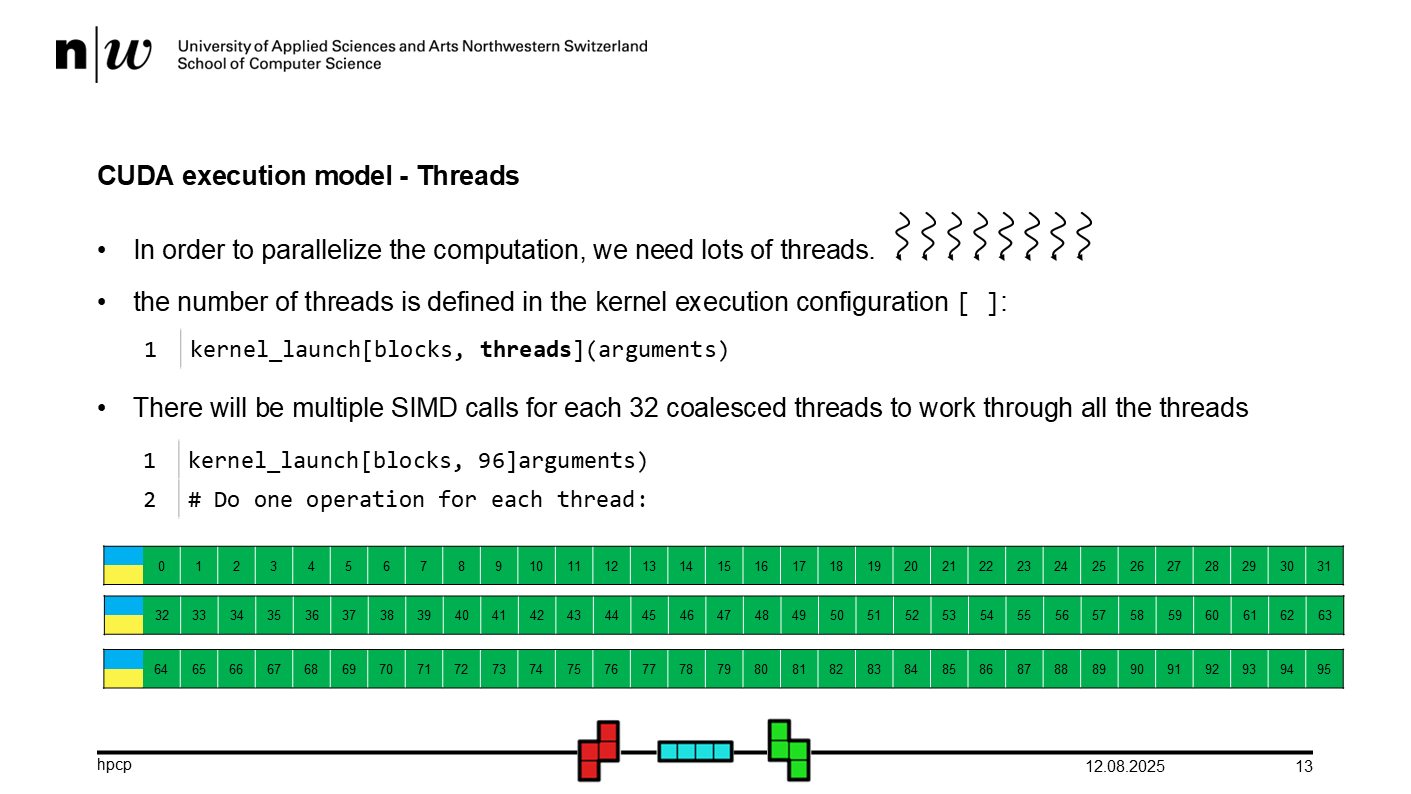 n|w University of Applied Sciences and Arts Northwestern Switzerland
School of Computer Science
CUDA execution model - Threads
• In order to parallelize the computation, we need lots of threads.
• the number of threads is defined in the kernel execution configuration [ ]:
1 kernel_launch[blocks, threads](arguments)
• There will be multiple SIMD calls for each 32 coalesced threads to work through all the threads
1 kernel_launch[blocks, 96]arguments)
2 # Do one operation for each thread:
0 1 2 3 4 5 6 7 8 9 10 11 12 13 14 15 16 17 18 19 20 21 22 23 24 25 26 27 28 29 30 31
32 33 34 35 36 37 38 39 40 41 42 43 44 45 46 47 48 49 50 51 52 53 54 55 56 57 58 59 60 61 62 63
64 65 66 67 68 69 70 71 72 73 74 75 76 77 78 79 80 81 82 83 84 85 86 87 88 89 90 91 92 93 94 95
hpcp 12.08.2025 13